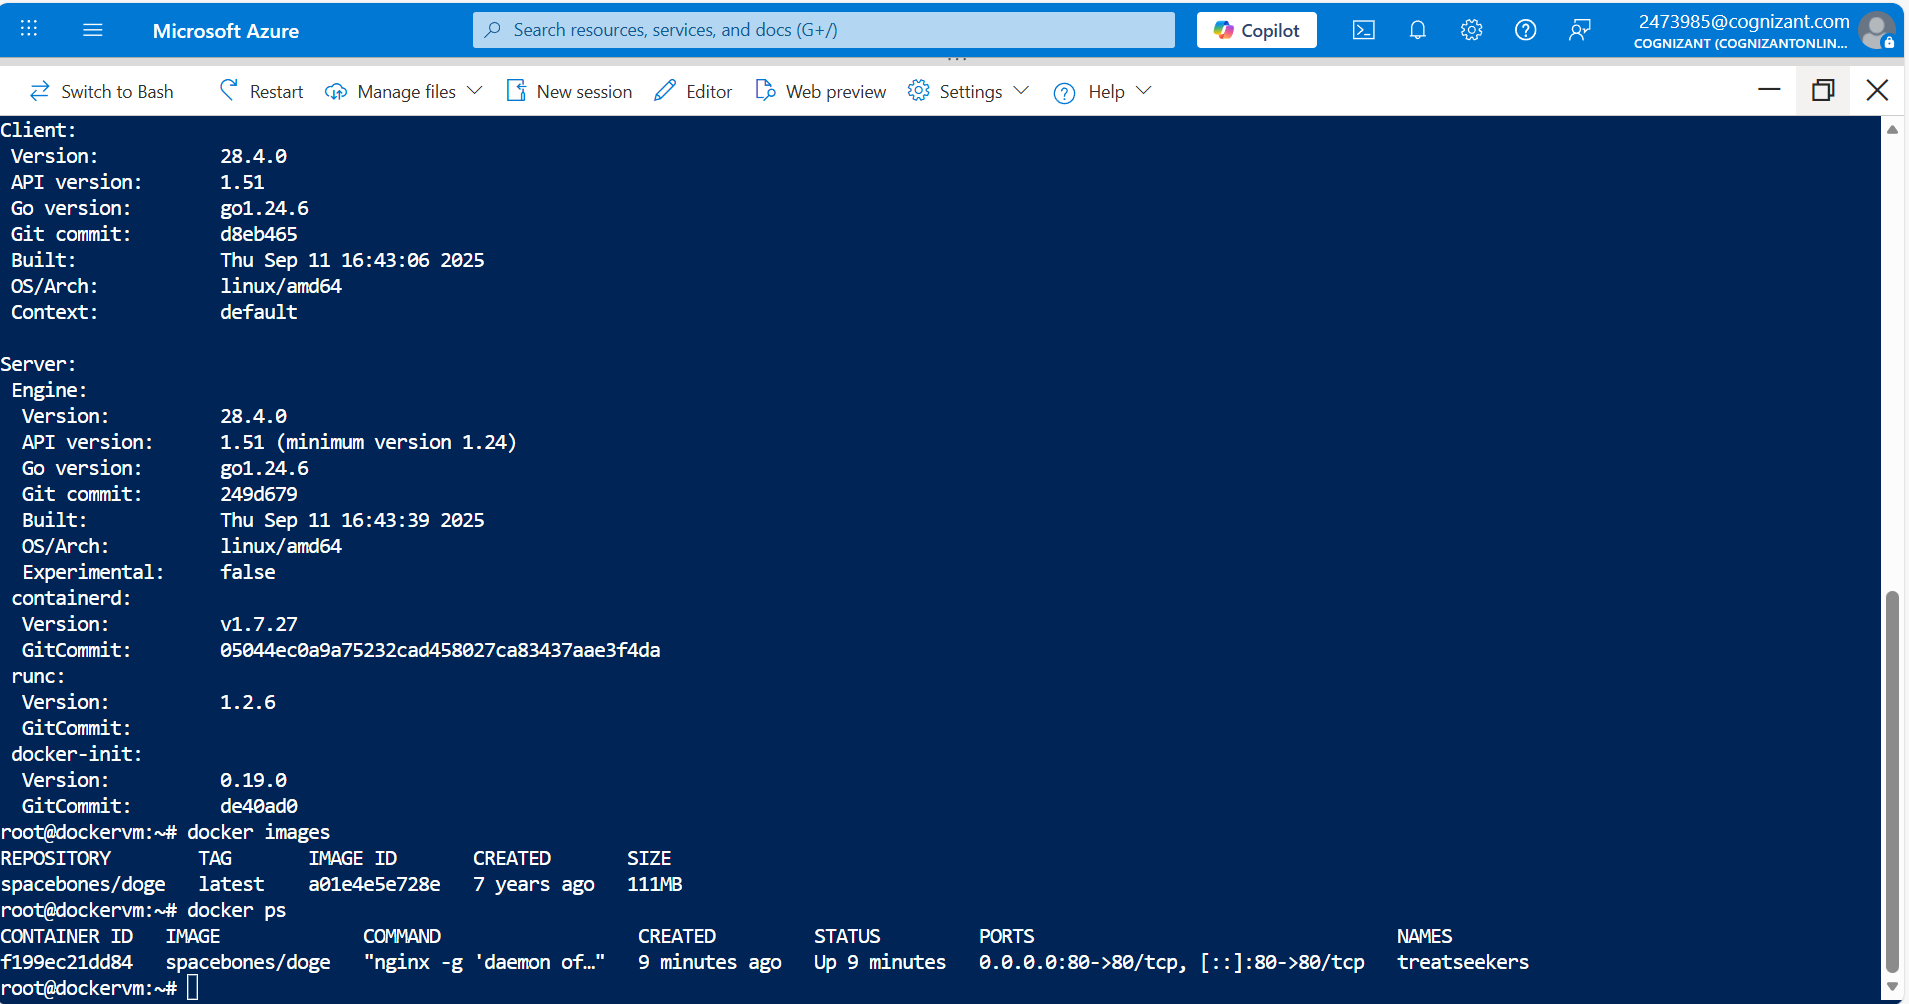 Microsoft Azure
Search resources, services, and docs (G+/)
Copilot
2473985@cognizant.com
COGNIZANT (COGNIZANTONLIN...
Switch to Bash
Restart
Manage files
New session
Editor
Web preview
Settings
Help
Client:
Version: 28.4.0
API version: 1.51
Go version: go1.24.6
Git commit: d8eb465
Built: Thu Sep 11 16:43:06 2025
OS/Arch: linux/amd64
Context: default
Server:
Engine:
Version: 28.4.0
API version: 1.51 (minimum version 1.24)
Go version: go1.24.6
Git commit: 249d679
Built: Thu Sep 11 16:43:39 2025
OS/Arch: linux/amd64
Experimental: false
containerd:
Version: v1.7.27
GitCommit: 05044ec0a9a75232cad458027ca83437aae3f4da
runc:
Version: 1.2.6
GitCommit:
docker-init:
Version: 0.19.0
GitCommit: de40ad0
root@dockervm:~# docker images
REPOSITORY TAG IMAGE ID CREATED SIZE
spacebones/doge latest a01e4e5e728e 7 years ago 111MB
root@dockervm:~# docker ps
CONTAINER ID IMAGE COMMAND CREATED STATUS PORTS NAMES
f199ec21dd84 spacebones/doge "nginx -g 'daemon of…" 9 minutes ago Up 9 minutes 0.0.0.0:80->80/tcp, [::]:80->80/tcp treatseekers
root@dockervm:~#